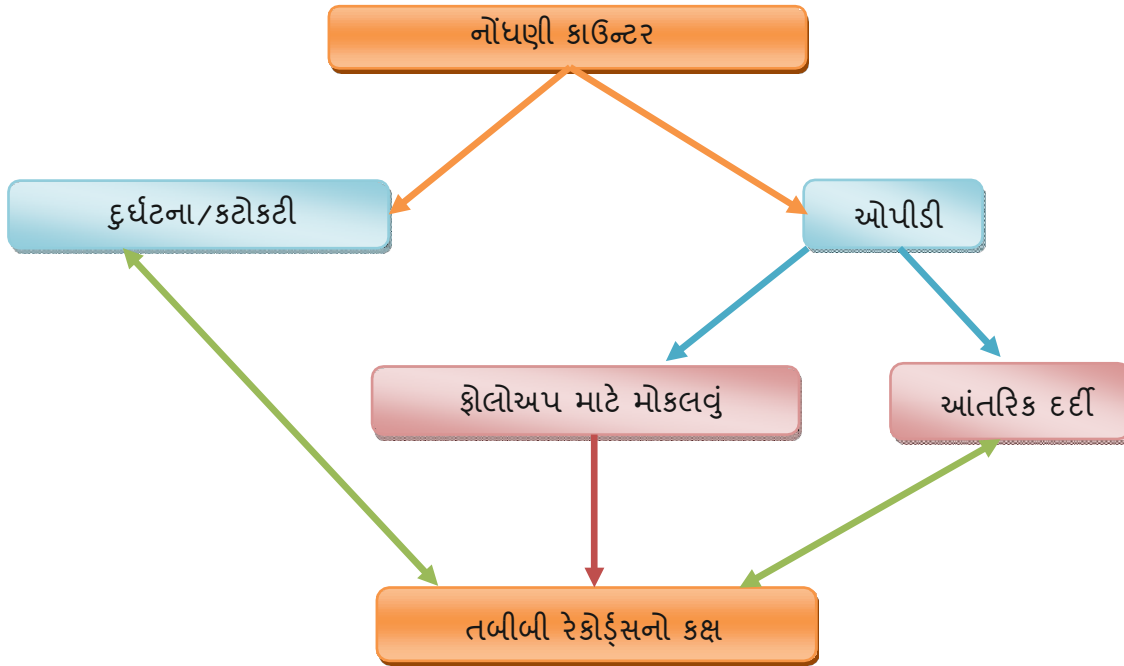 નોંધણી કાઉન્ટર
દુર્ઘટના/કટોકટી
ઓપીડી
ફોલોઅપ માટે મોકલવું
આંતરિક દર્દી
તબીબી રેકોર્ડ્સનો કક્ષ